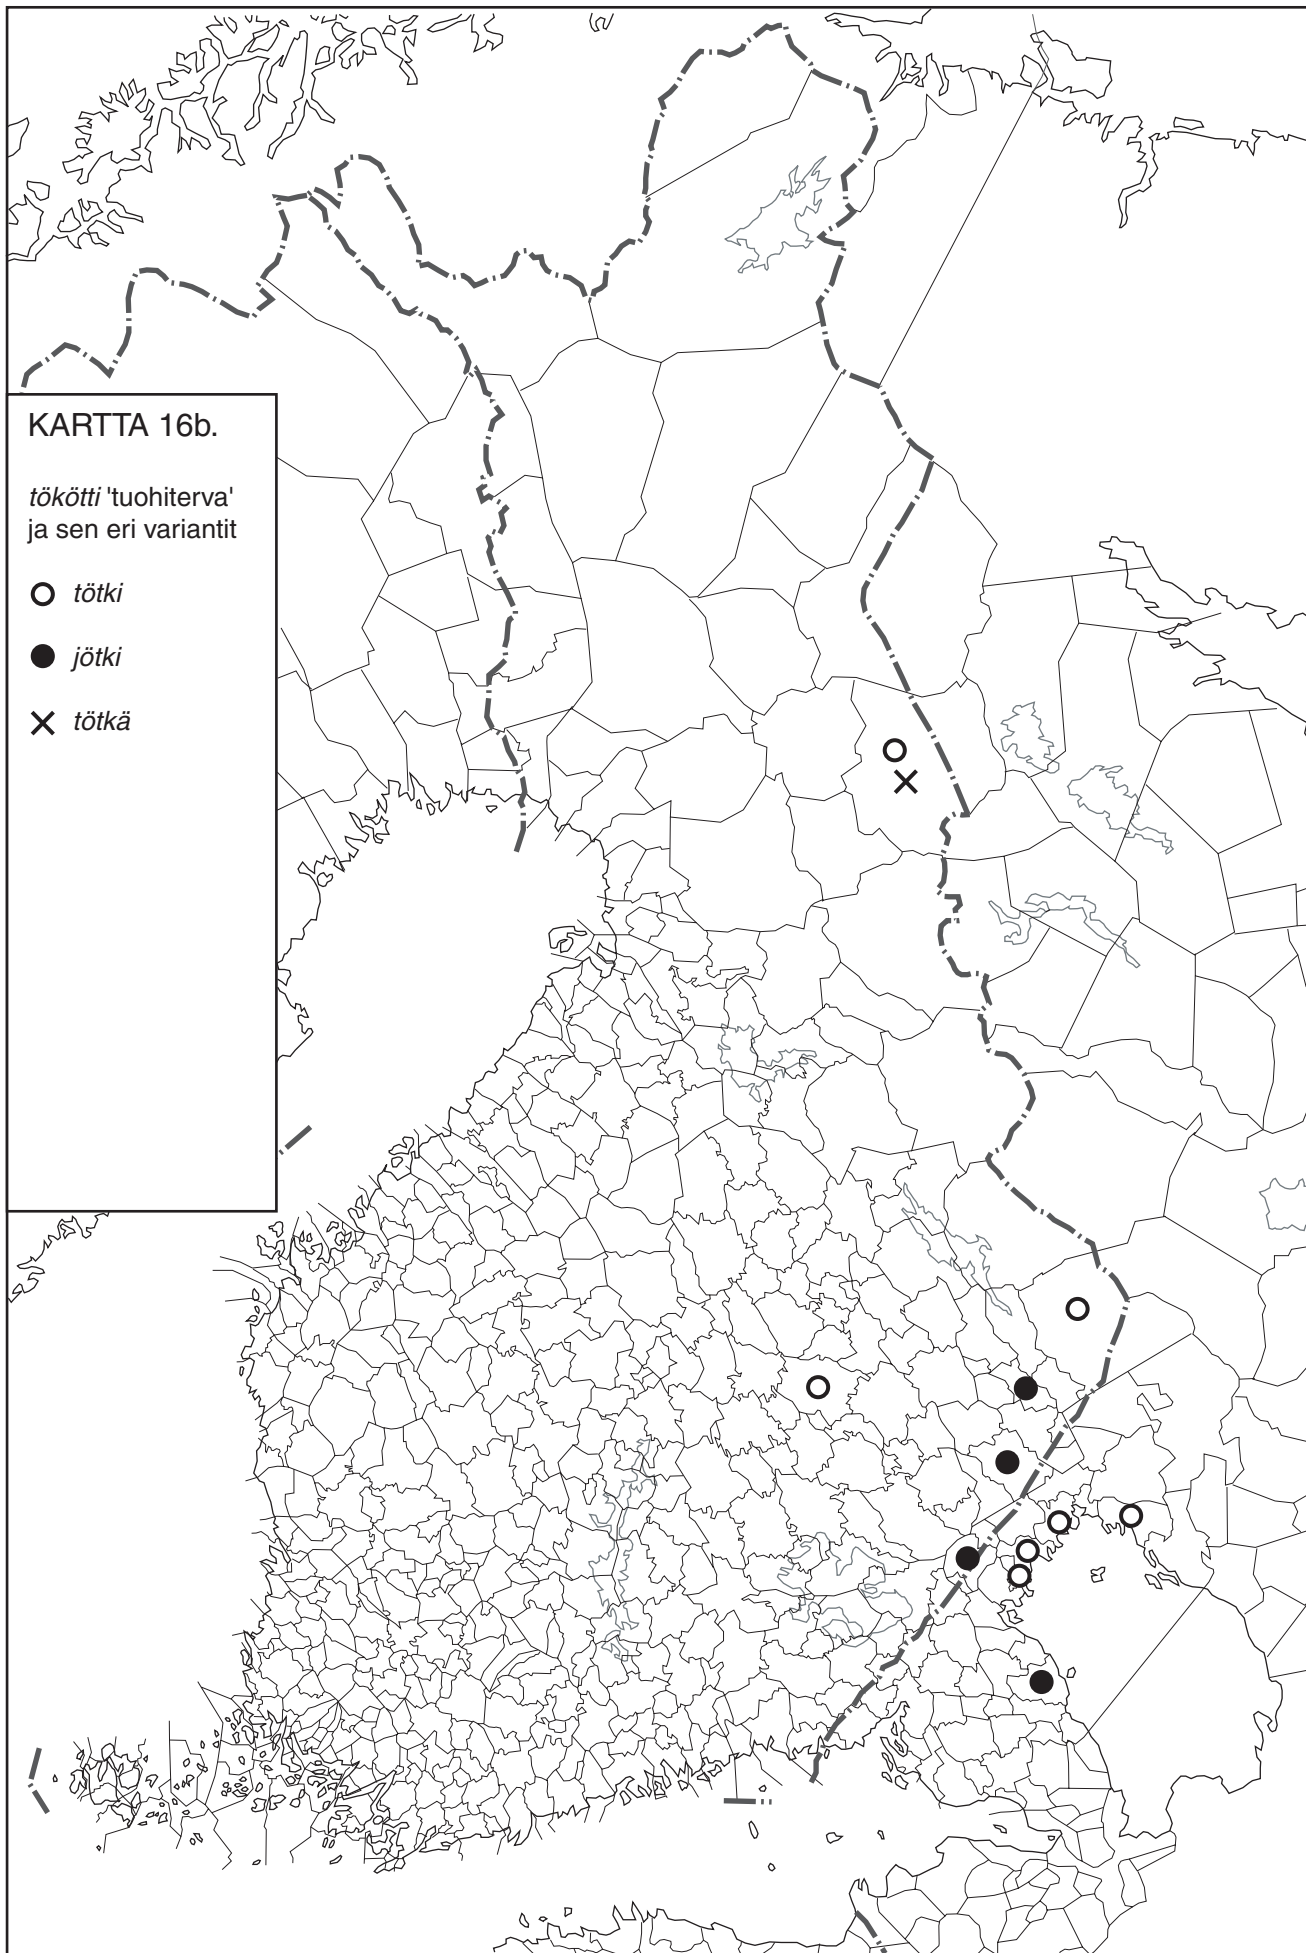 KARTTA 16b.
tökötti 'tuohiterva'
ja sen eri variantit
tötki
jötki
tötkä